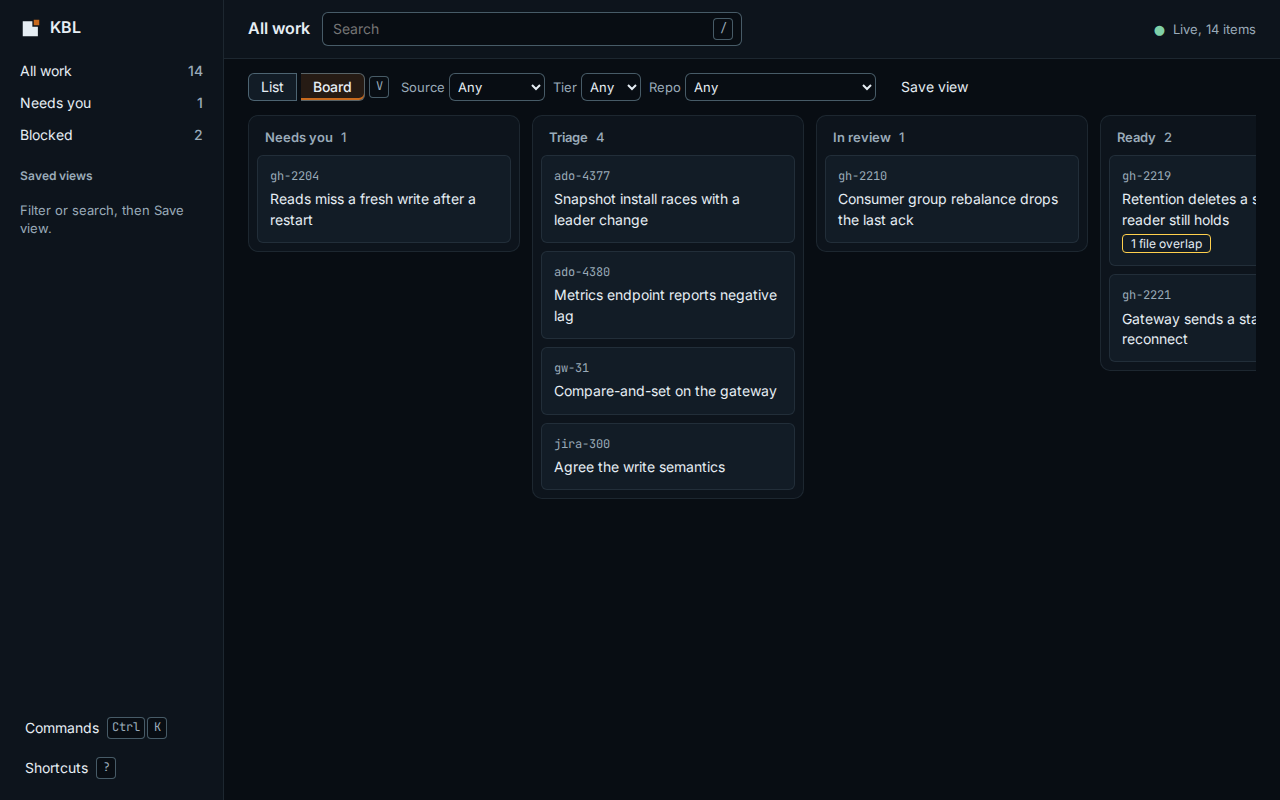 KBL
All work 14
Needs you 1
Blocked 2
Saved views
Filter or search, then Save
view.
Commands Ctrl K
Shortcuts ?
All work Search / Live, 14 items
List Board V Source Any Tier Any Repo Any Save view
Needs you 1
gh-2204
Reads miss a fresh write after a
restart
Triage 4
ado-4377
Snapshot install races with a
leader change
ado-4380
Metrics endpoint reports negative
lag
gw-31
Compare-and-set on the gateway
jira-300
Agree the write semantics
In review 1
gh-2210
Consumer group rebalance drops
the last ack
Ready 2
gh-2219
Retention deletes a
reader still holds
1 file overlap
gh-2221
Gateway sends a
reconnect